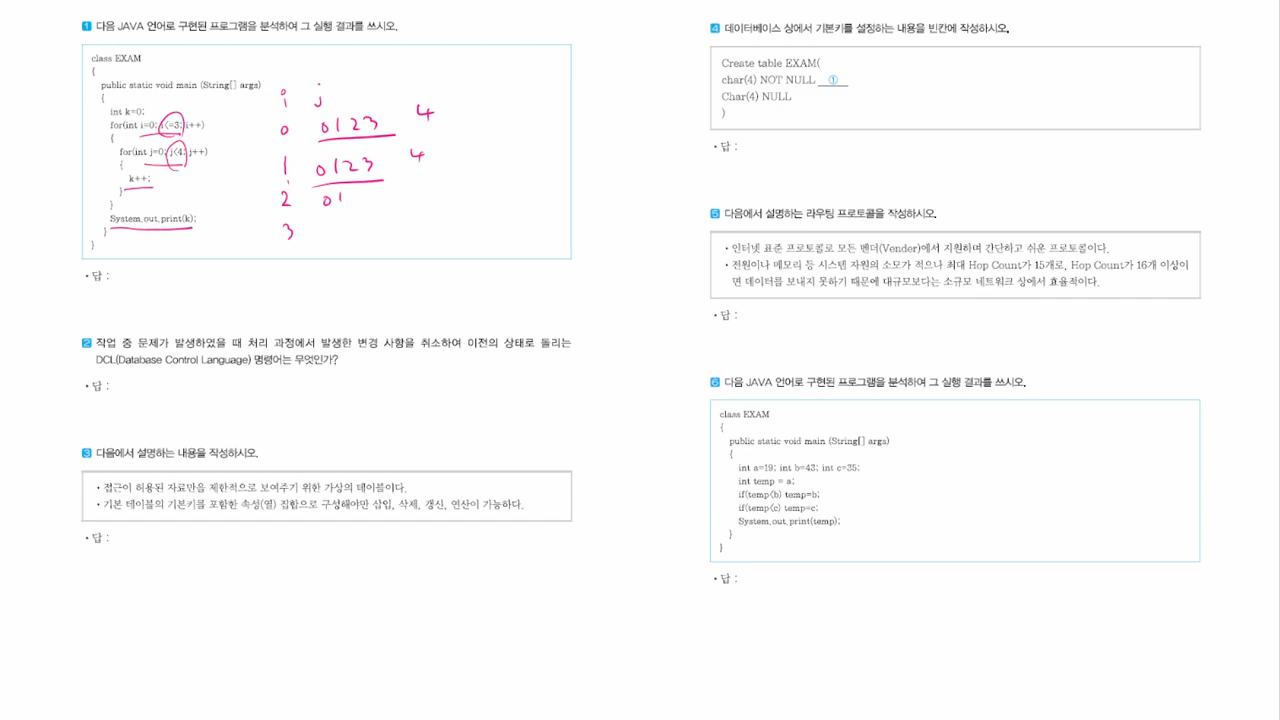 1 다음 JAVA 언어로 구현된 프로그램을 분석하여 그 실행 결과를 쓰시오.
class EXAM
{
public static void main (String[] args)
{
int k=0;
for(int i=0; i<=3; i++)
{
for(int j=0; j<4; j++)
{
k++;
}
}
System.out.print(k);
}
}
i j
0 0 1 2 3 4
1 0 1 2 3 4
2 0 1
3
• 답 :
2 작업 중 문제가 발생하였을 때 처리 과정에서 발생한 변경 사항을 취소하여 이전의 상태로 돌리는
DCL(Database Control Language) 명령어는 무엇인가?
• 답 :
3 다음에서 설명하는 내용을 작성하시오.
• 접근이 허용된 자료만을 제한적으로 보여주기 위한 가상의 테이블이다.
• 기본 테이블의 기본키를 포함한 속성(열) 집합으로 구성해야만 삽입, 삭제, 갱신, 연산이 가능하다.
• 답 :
4 데이터베이스 상에서 기본키를 설정하는 내용을 빈칸에 작성하시오.
Create table EXAM(
char(4) NOT NULL ①
Char(4) NULL
)
• 답 :
5 다음에서 설명하는 라우팅 프로토콜을 작성하시오.
• 인터넷 표준 프로토콜로 모든 벤더(Vender)에서 지원하며 간단하고 쉬운 프로토콜이다.
• 전원이나 메모리 등 시스템 자원의 소모가 적으나 최대 Hop Count가 15개로, Hop Count가 16개 이상이
면 데이터를 보내지 못하기 때문에 대규모보다는 소규모 네트워크 상에서 효율적이다.
• 답 :
6 다음 JAVA 언어로 구현된 프로그램을 분석하여 그 실행 결과를 쓰시오.
class EXAM
{
public static void main (String[] args)
{
int a=19; int b=43; int c=35;
int temp = a;
if(temp<b) temp=b;
if(temp<c) temp=c;
System.out.print(temp);
}
}
• 답 :